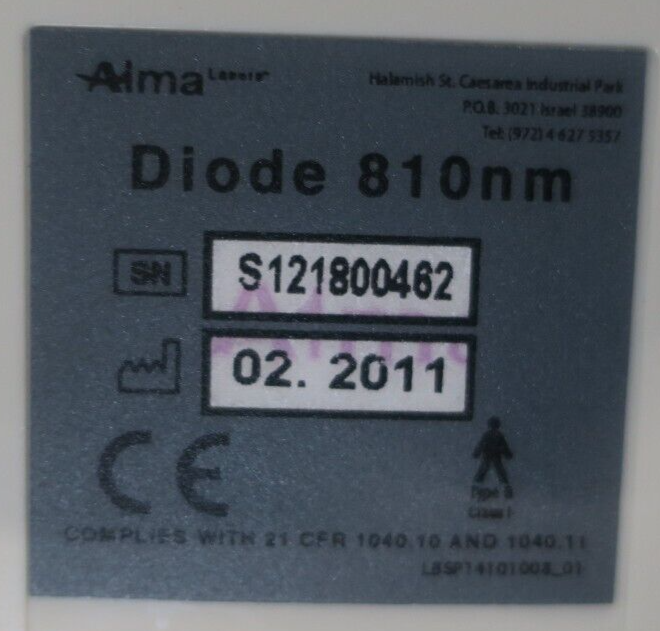 Alma Lasers
Halamish St. Caesarea Industrial Park
P.O.B. 3021 Israel 38900
Tel: (972) 4 627 5357
Diode 810nm
SN
S121800462
02. 2011
CE
Type B
Class I
COMPLIES WITH 21 CFR 1040.10 AND 1040.11
LBSP14101008_01